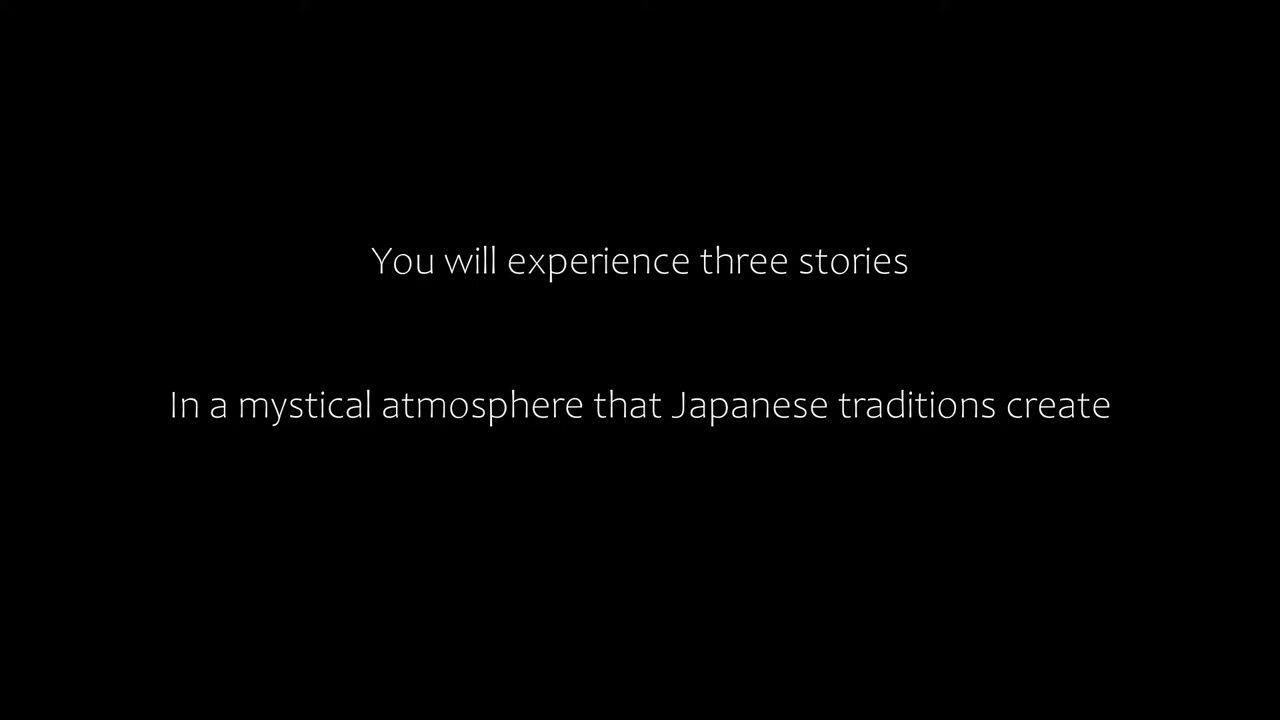 You will experience three stories
In a mystical atmosphere that Japanese traditions create